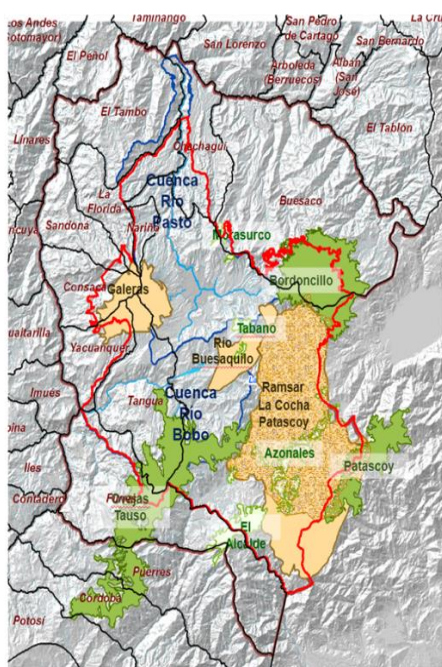 Taminango
La Cru
Los Andes
(Sotomayor)
San Pedro
de Cartago
San Lorenzo
San Bernardo
El Peñol
Arboleda
(Berruecos)
Albán
(San
José)
El Tambo
El Tablón
Linares
Chachagüí
La
Florida
Cuenca
Río
Pasto
Buesaco
Sandoná
Nariño
Morasurco
Consacá
Galeras
Bordoncillo
Yacuanquer
Tabano
Río
Buesaquito
Imués
Tangua
Cuenca
Río
Bobo
Ramsar
La Cocha
Patascoy
Iles
Azonales
Patascoy
Contadero
Funes
Ovejas
Tauso
El
Alcalde
Puerres
Córdoba
Potosí